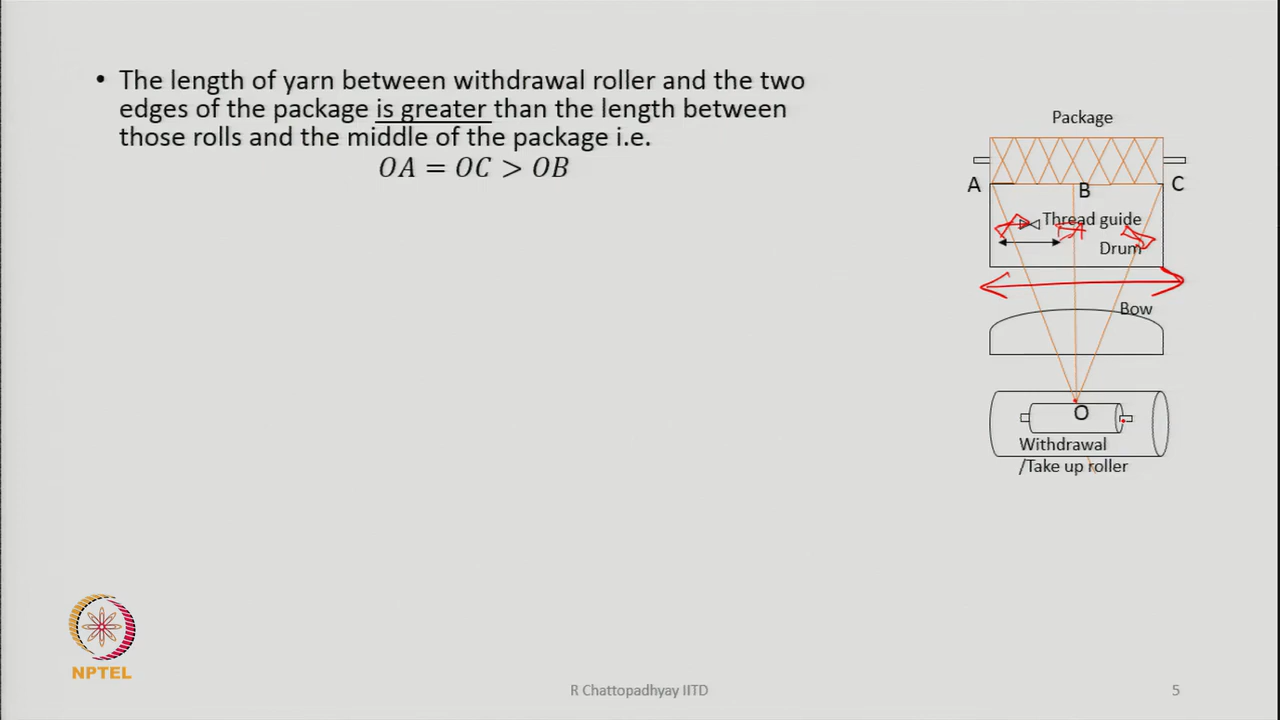 • The length of yarn between withdrawal roller and the two
edges of the package is greater than the length between
those rolls and the middle of the package i.e.
OA = OC > OB
Package
A
B
C
Thread guide
Drum
Bow
O
Withdrawal
/Take up roller
NPTEL
R Chattopadhyay IITD
5